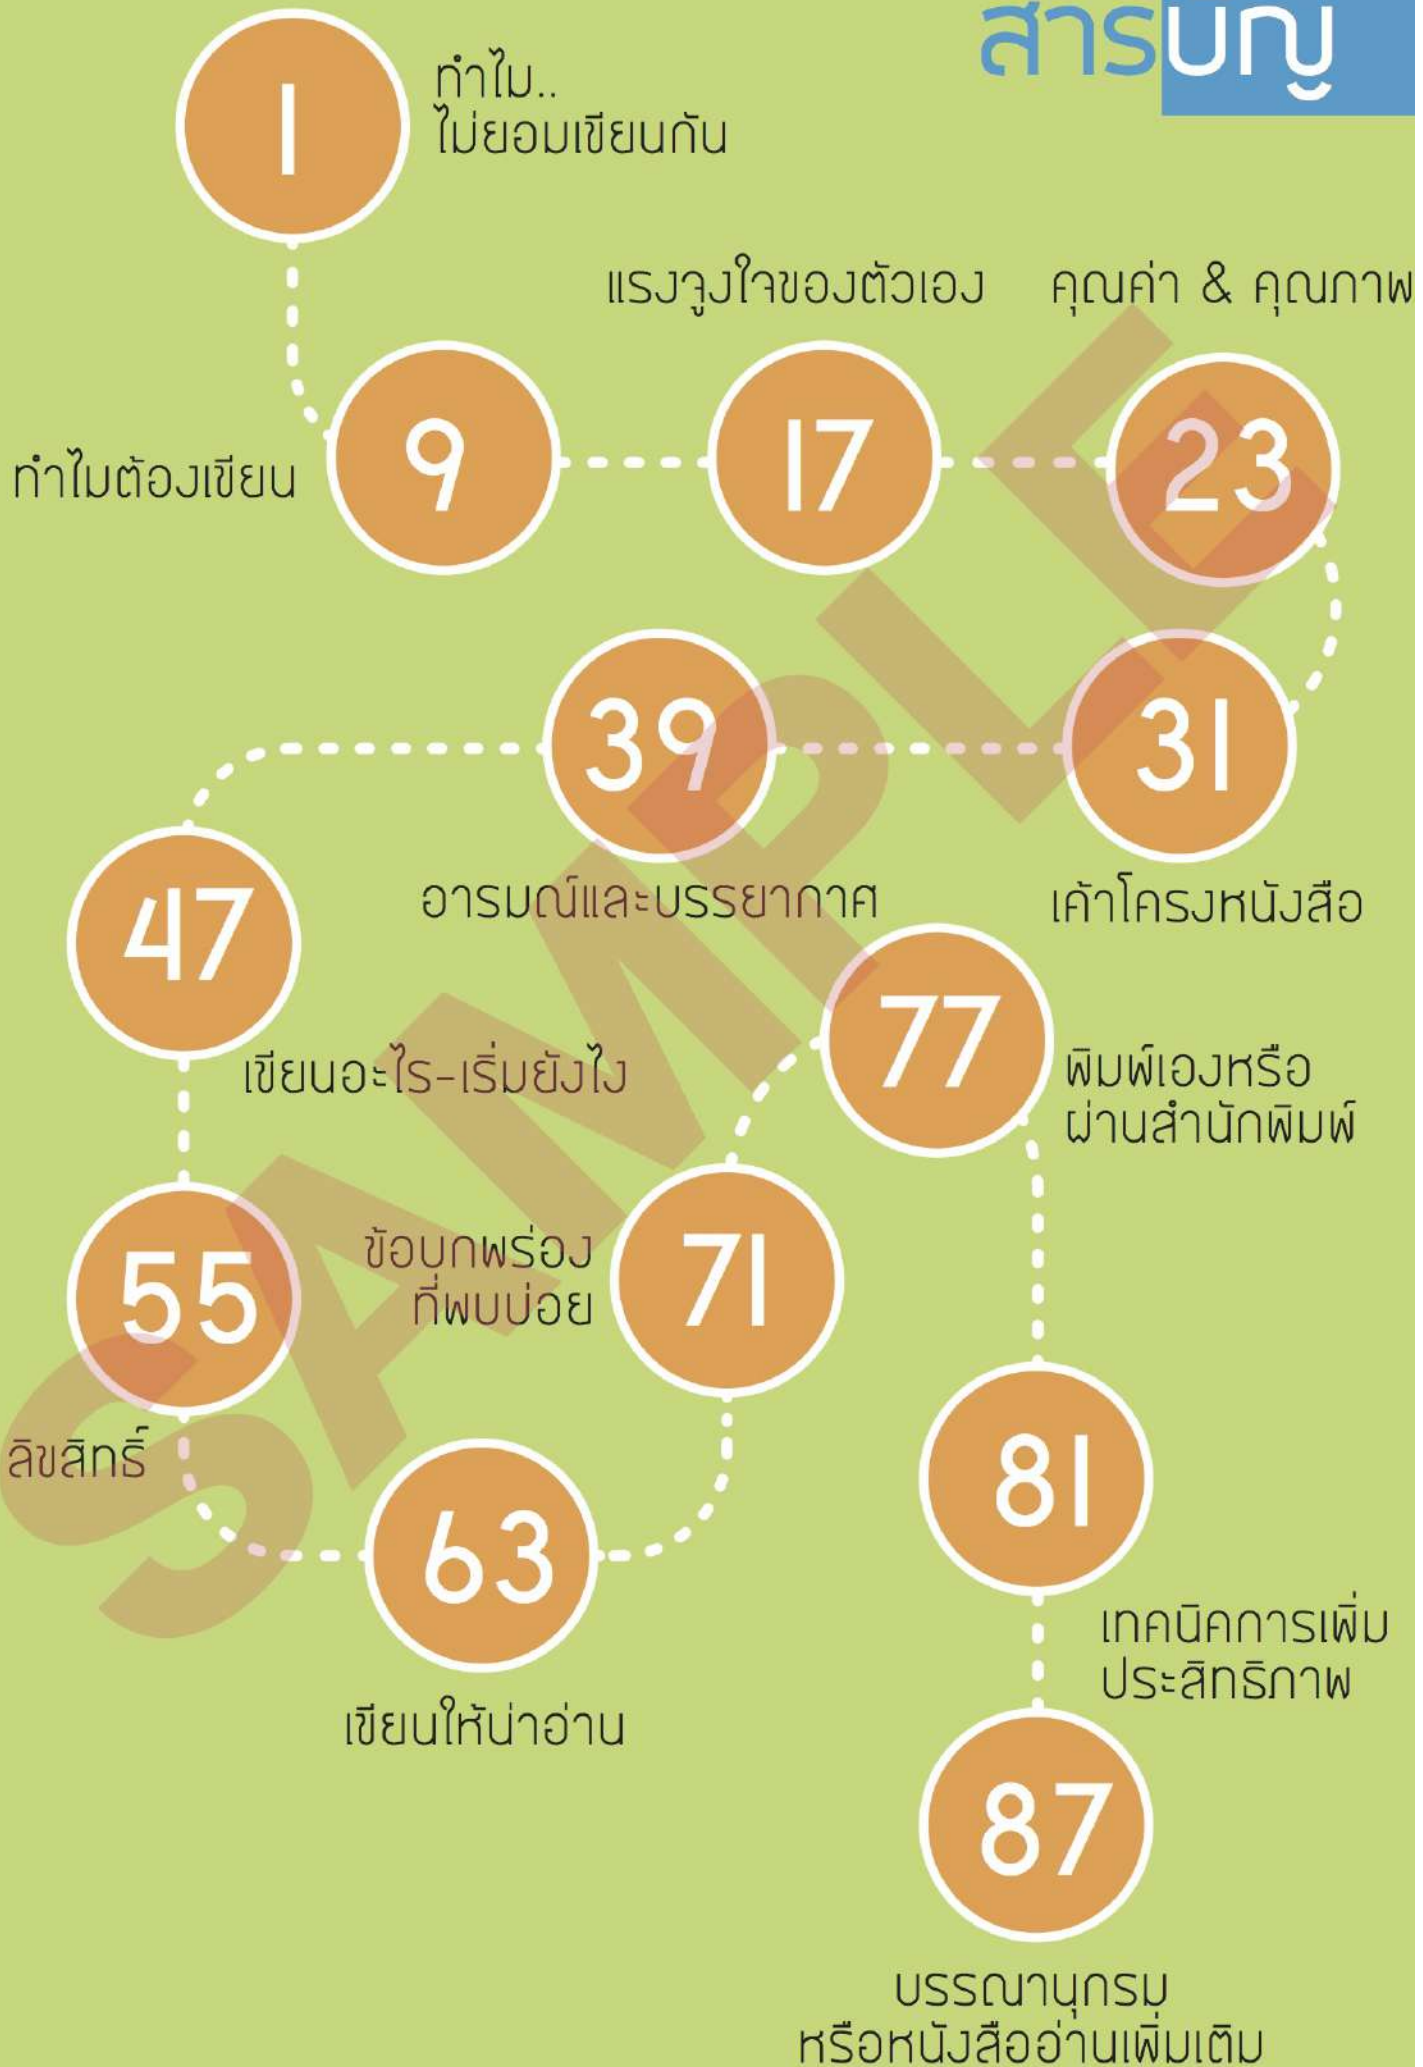 สารบัญ
1
ทำไม..
ไม่ยอมเขียนกัน
ทำไมต้องเขียน
9
แรงจูงใจของตัวเอง
17
คุณค่า & คุณภาพ
23
31
เค้าโครงหนังสือ
39
อารมณ์และบรรยากาศ
47
เขียนอะไร-เริ่มยังไง
55
ลิขสิทธิ์
63
เขียนให้น่าอ่าน
ข้อบกพร่อง
ที่พบบ่อย
71
77
พิมพ์เองหรือ
ผ่านสำนักพิมพ์
81
เทคนิคการเพิ่ม
ประสิทธิภาพ
87
บรรณานุกรม
หรือหนังสืออ่านเพิ่มเติม
SAMPLE